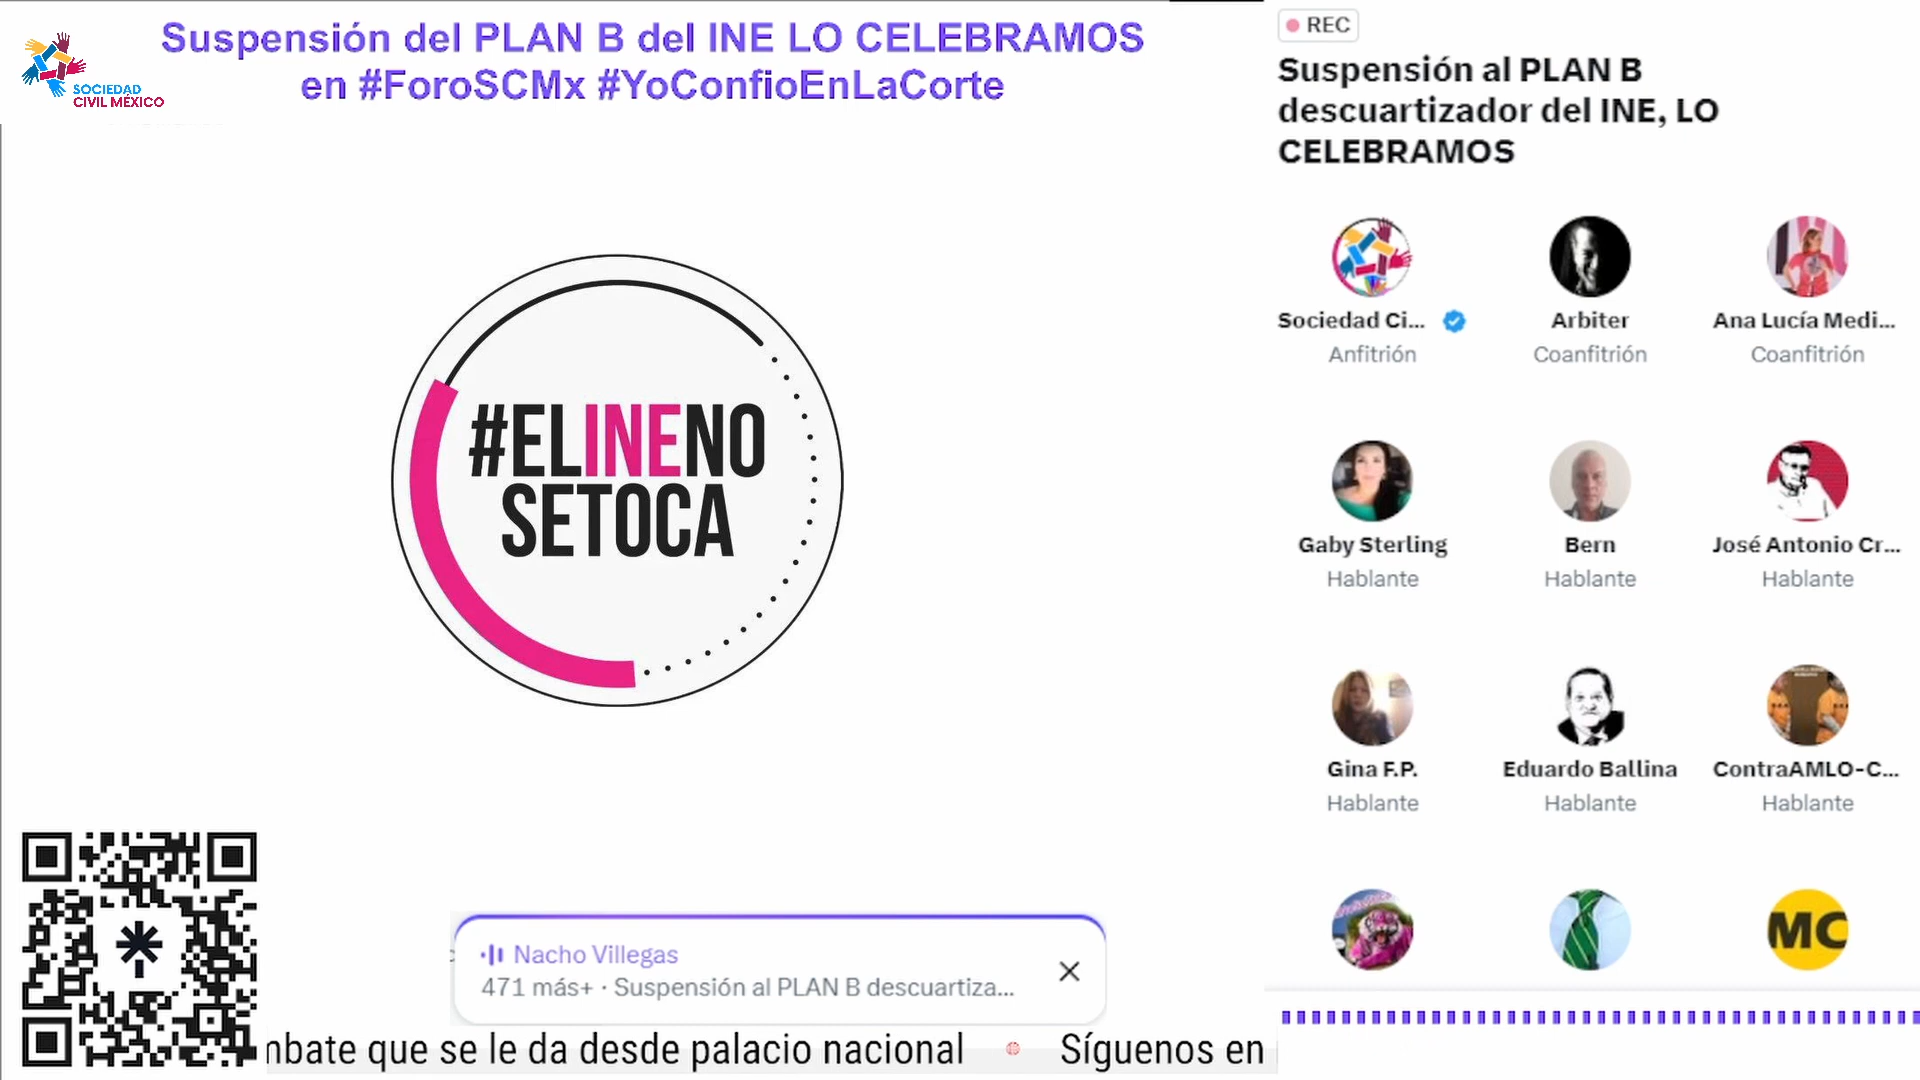 SOCIEDAD
CIVIL MÉXICO
Suspensión del PLAN B del INE LO CELEBRAMOS
en #ForoSCMx #YoConfioEnLaCorte
#ELINENO
SETOCA
Nacho Villegas
471 más+ · Suspensión al PLAN B descuartiza...
que se le da desde palacio nacional
Síguenos en
REC
Suspensión al PLAN B
descuartizador del INE, LO
CELEBRAMOS
Sociedad Ci... Arbiter Ana Lucía Medi...
Anfitrión Coanfitrión Coanfitrión
Gaby Sterling Bern José Antonio Cr...
Hablante Hablante Hablante
Gina F.P. Eduardo Ballina ContraAMLO-C...
Hablante Hablante Hablante
MC